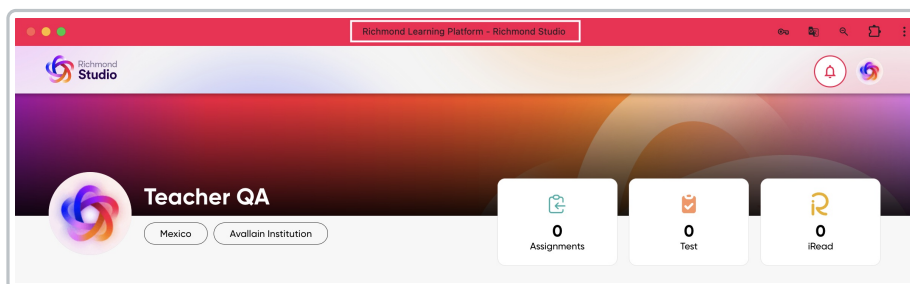 Richmond Learning Platform - Richmond Studio
Richmond
Studio
Teacher QA
Mexico
Avallain Institution
0
Assignments
0
Test
iR
0
iRead